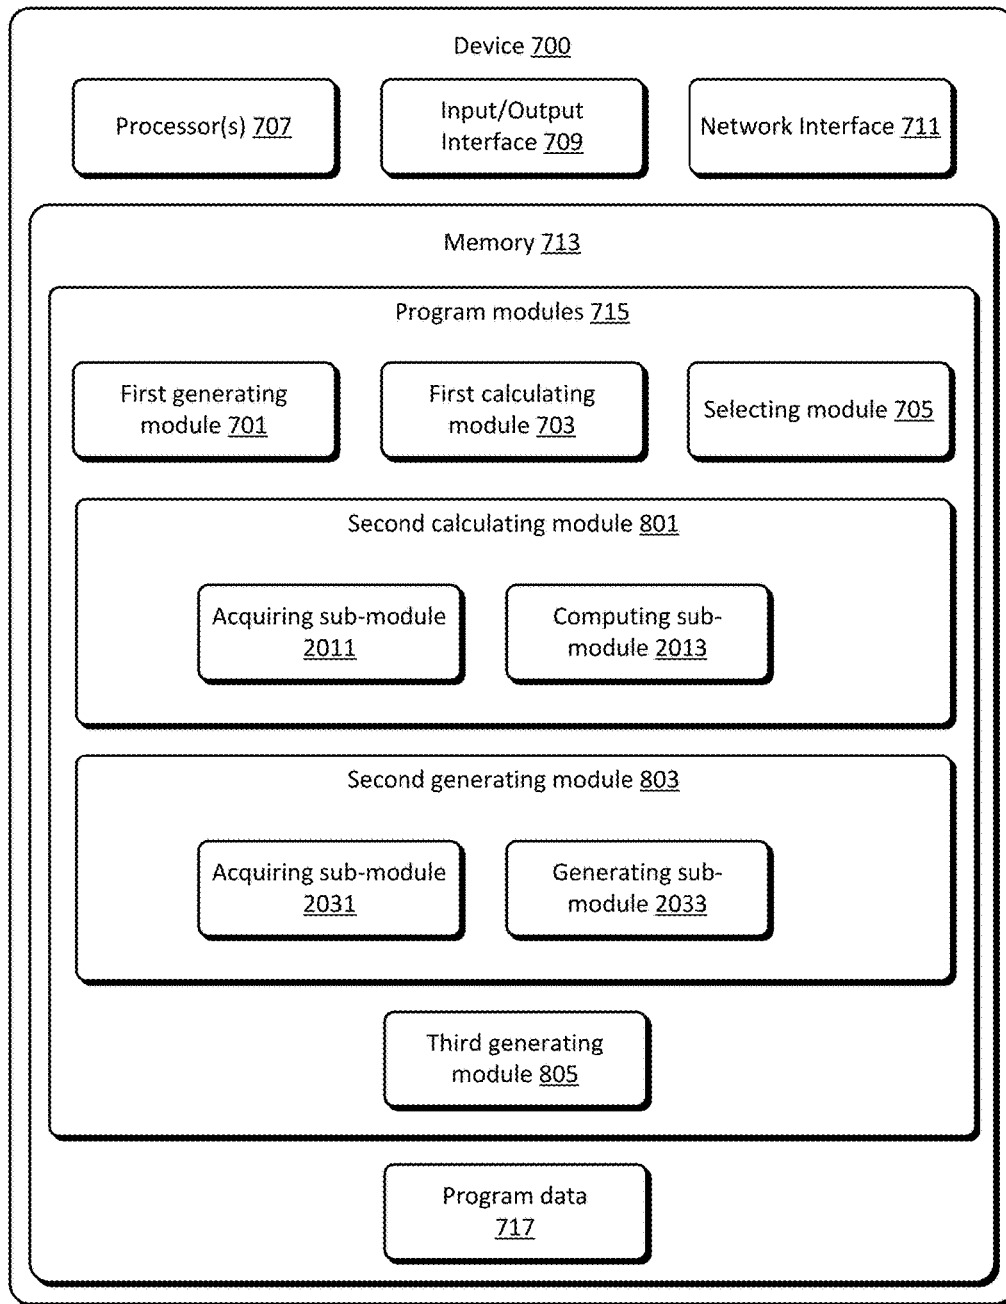 Device 700
Processor(s) 707
Input/Output
Interface 709
Network Interface 711
Memory 713
Program modules 715
First generating
module 701
First calculating
module 703
Selecting module 705
Second calculating module 801
Acquiring sub-module
2011
Computing sub-
module 2013
Second generating module 803
Acquiring sub-module
2031
Generating sub-
module 2033
Third generating
module 805
Program data
717